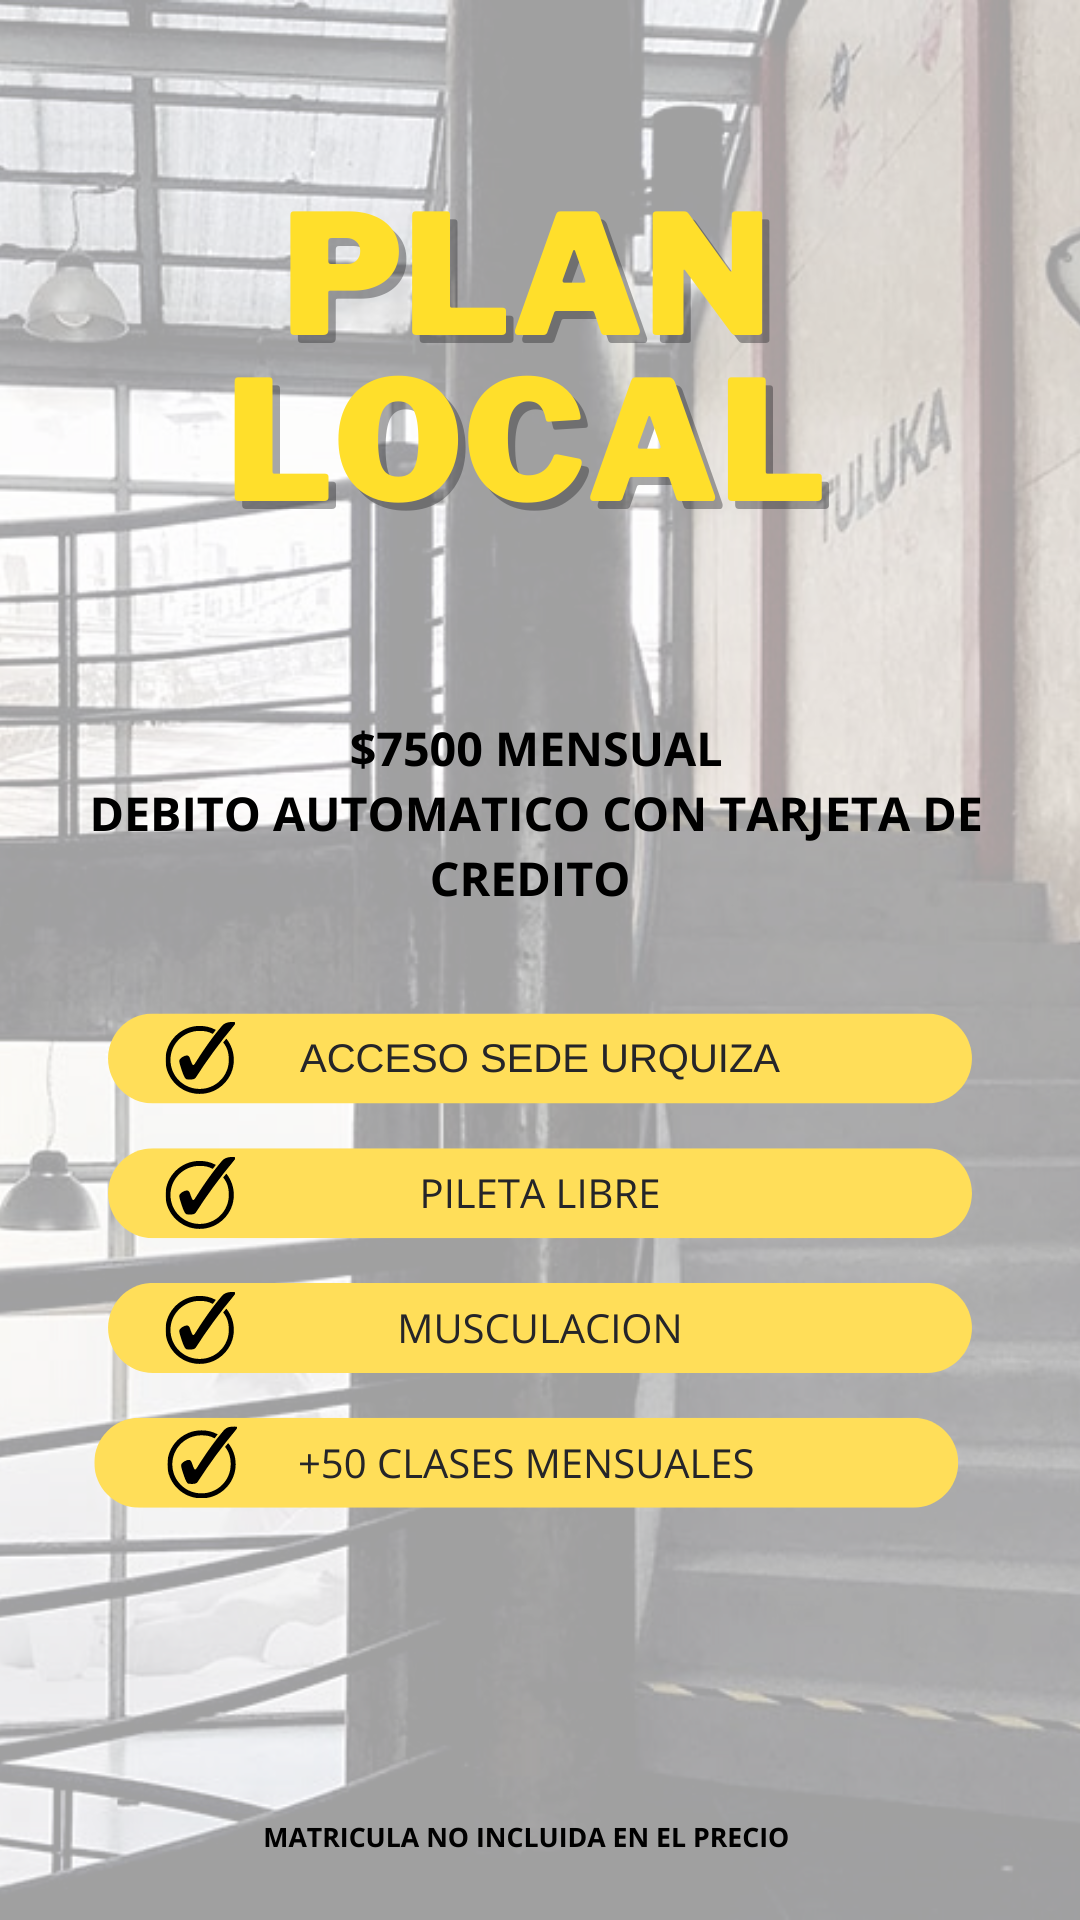 PLAN
LOCAL
TULUKA
$7500 MENSUAL
DEBITO AUTOMATICO CON TARJETA DE
CREDITO
ACCESO SEDE URQUIZA
PILETA LIBRE
MUSCULACION
+50 CLASES MENSUALES
MATRICULA NO INCLUIDA EN EL PRECIO